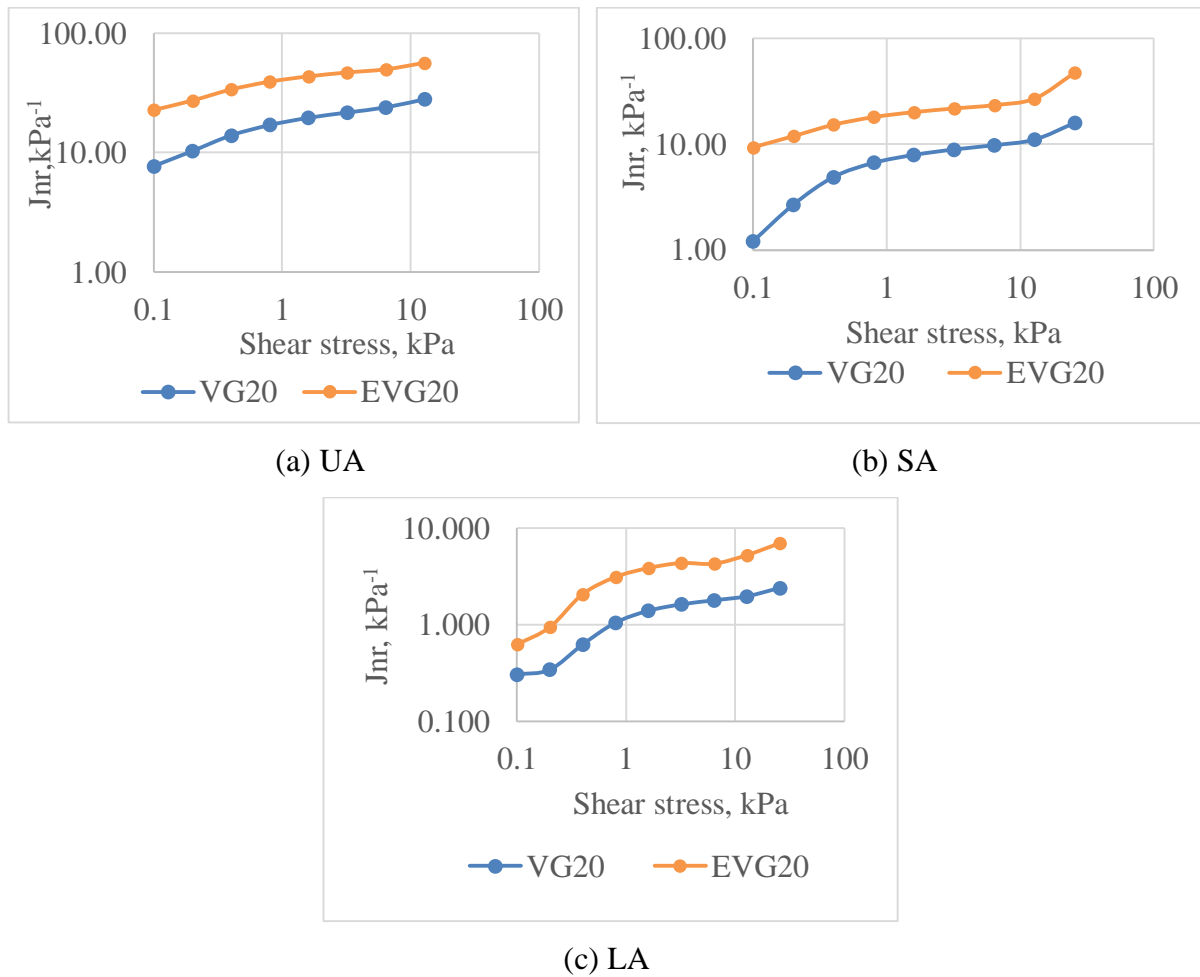 100.00
10.00
1.00
Jnr,kPa-1
0.1 1 10 100
Shear stress, kPa
VG20 EVG20
(a) UA
100.00
10.00
1.00
Jnr, kPa-1
0.1 1 10 100
Shear stress, kPa
VG20 EVG20
(b) SA
10.000
1.000
0.100
Jnr, kPa-1
0.1 1 10 100
Shear stress, kPa
VG20 EVG20
(c) LA